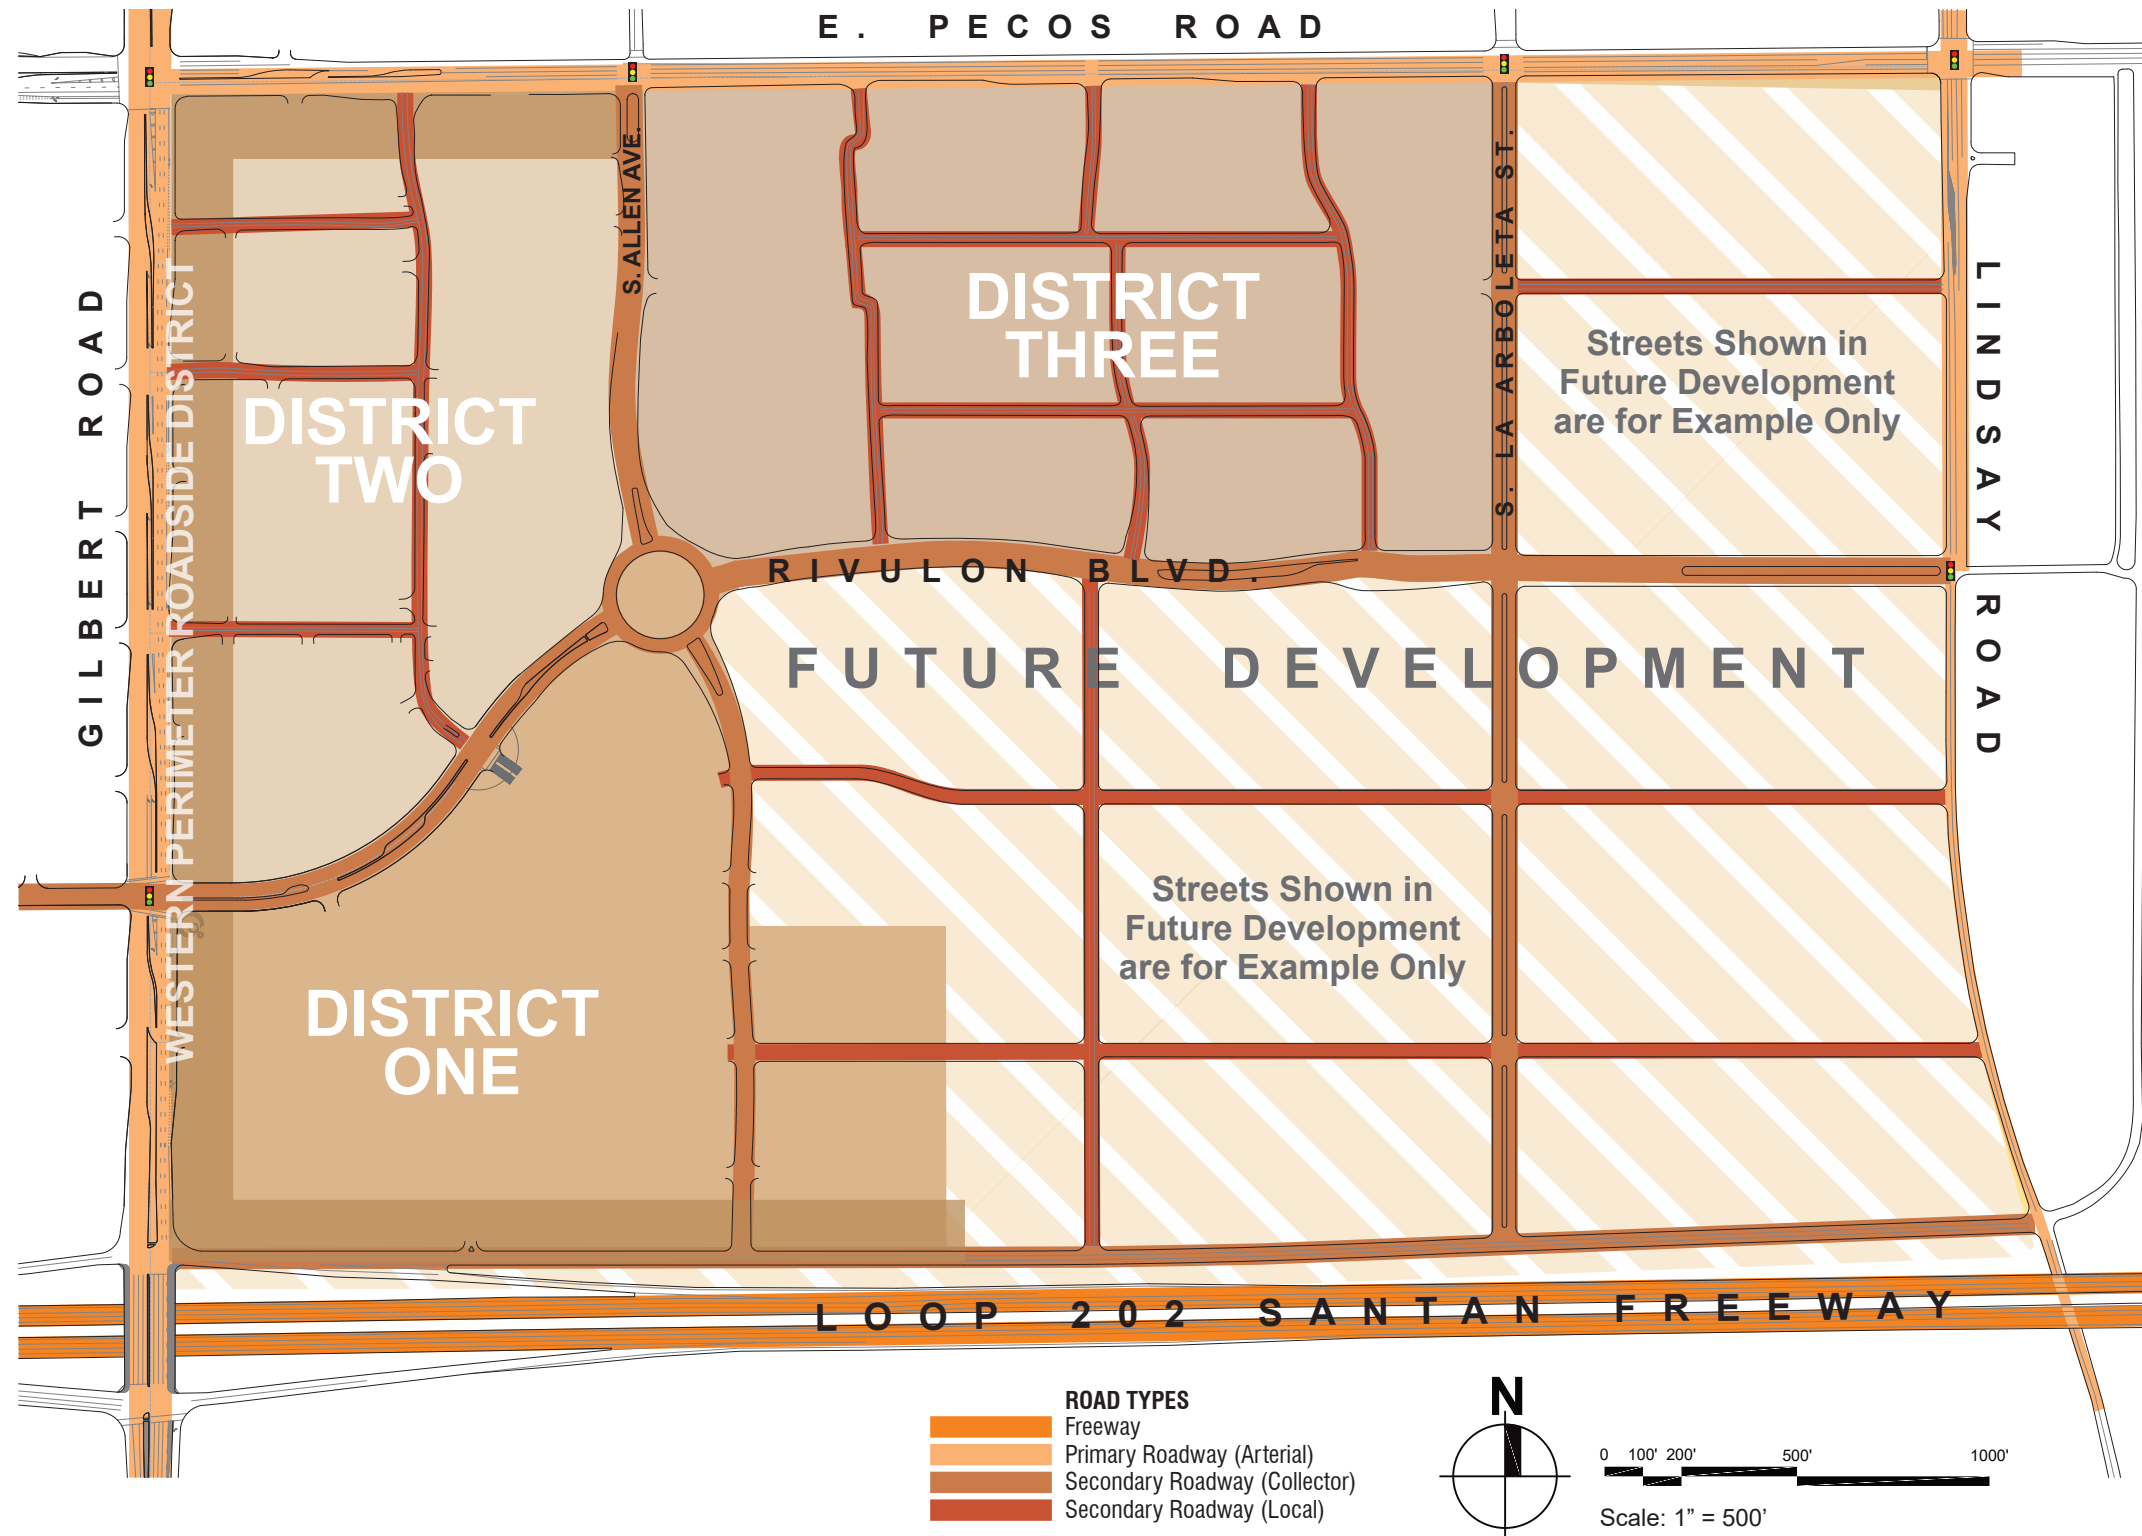 E. PECOS ROAD
S. ALLEN AVE.
S. LA ARBOLETA ST.
GILBERT ROAD
WESTERN PERIMETER ROADSIDE DISTRICT
LINDSAY ROAD
DISTRICT
THREE
Streets Shown in
Future Development
are for Example Only
DISTRICT
TWO
RIVULON BLVD.
FUTURE DEVELOPMENT
Streets Shown in
Future Development
are for Example Only
DISTRICT
ONE
LOOP 202 SANTAN FREEWAY
ROAD TYPES
Freeway
Primary Roadway (Arterial)
Secondary Roadway (Collector)
Secondary Roadway (Local)
N
0 100' 200' 500' 1000'
Scale: 1” = 500’